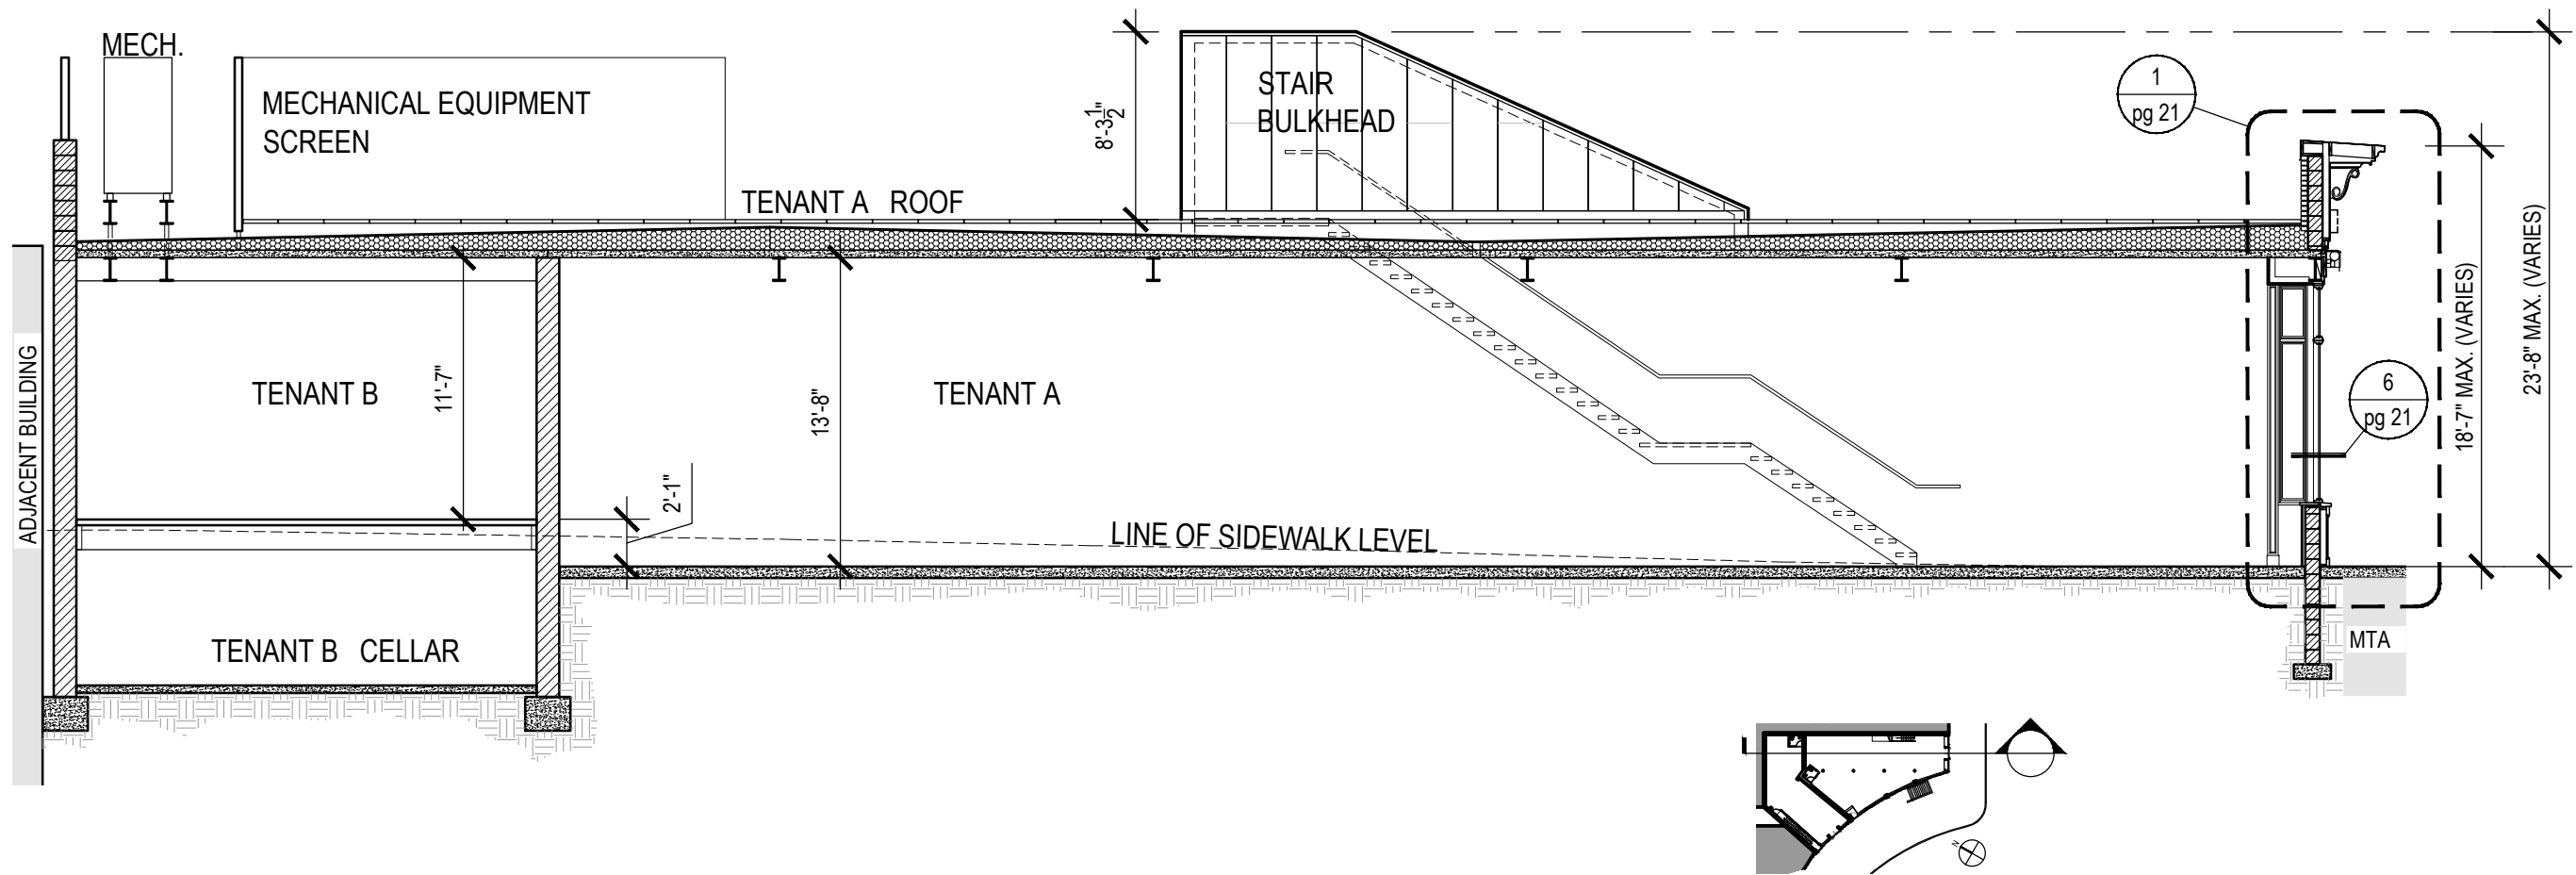 MECH.
MECHANICAL EQUIPMENT
SCREEN
TENANT A ROOF
8'-3½"
STAIR
BULKHEAD
1
pg 21
ADJACENT BUILDING
TENANT B
11'-7"
13'-8"
TENANT A
2'-1"
LINE OF SIDEWALK LEVEL
6
pg 21
18'-7" MAX. (VARIES)
23'-8" MAX. (VARIES)
TENANT B CELLAR
MTA
N